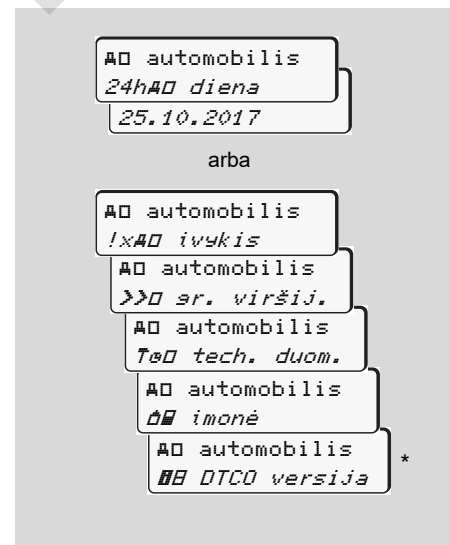 automobilis
24h diena
25.10.2017
arba
automobilis
!x ivykis
automobilis
>> gr. viršij.
automobilis
tech. duom.
automobilis
imonė
automobilis
DTCO versija
*